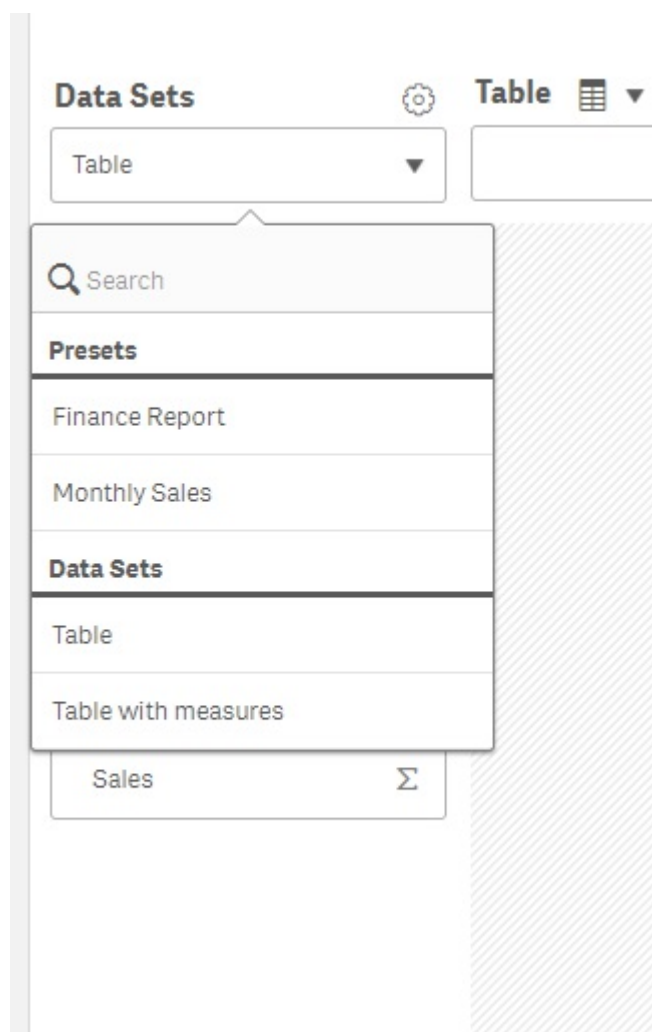 Data Sets
Table
Table
Search
Presets
Finance Report
Monthly Sales
Data Sets
Table
Table with measures
Sales Σ